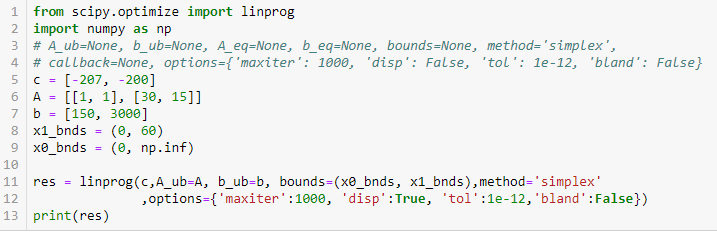 1 from scipy.optimize import linprog
2 import numpy as np
3 # A_ub=None, b_ub=None, A_eq=None, b_eq=None, bounds=None, method='simplex',
4 # callback=None, options={'maxiter': 1000, 'disp': False, 'tol': 1e-12, 'bland': False}
5 c = [-207, -200]
6 A = [[1, 1], [30, 15]]
7 b = [150, 3000]
8 x1_bnds = (0, 60)
9 x0_bnds = (0, np.inf)
10
11 res = linprog(c,A_ub=A, b_ub=b, bounds=(x0_bnds, x1_bnds),method='simplex'
12 ,options={'maxiter':1000, 'disp':True, 'tol':1e-12,'bland':False})
13 print(res)